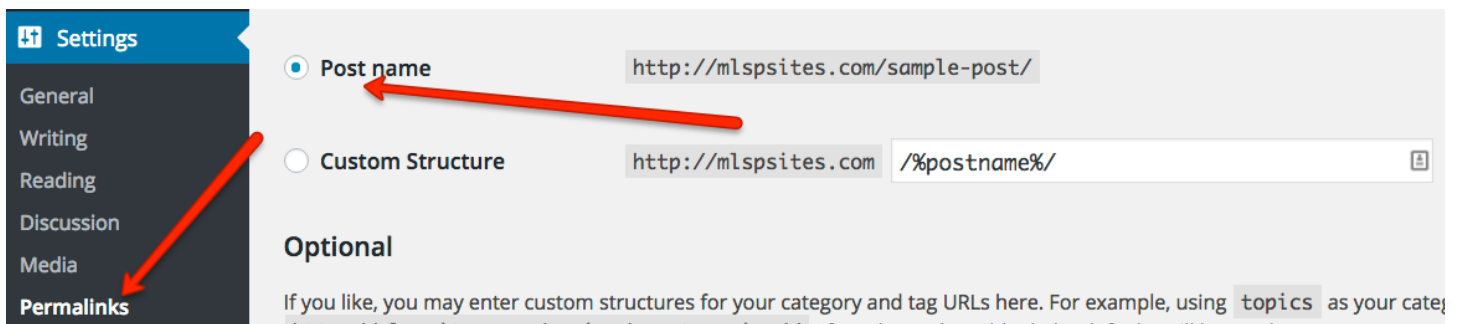 Settings
General
Writing
Reading
Discussion
Media
Permalinks
Post name http://mlspsites.com/sample-post/
Custom Structure http://mlspsites.com /%postname%/
Optional
If you like, you may enter custom structures for your category and tag URLs here. For example, using topics as your